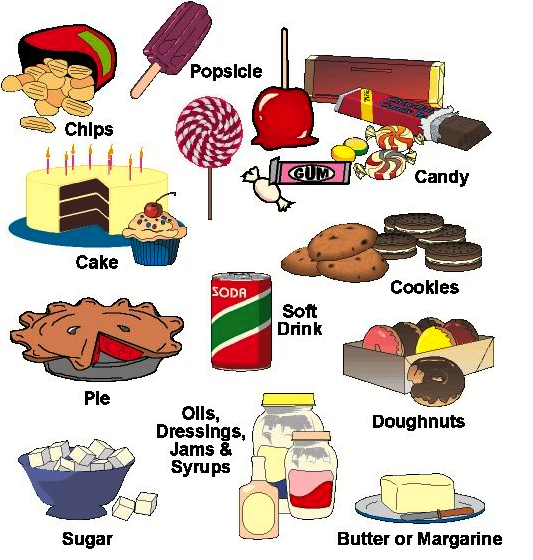 Popsicle
Chips
GUM
Candy
Cake
Cookies
SODA
Soft
Drink
Pie
Doughnuts
Oils,
Dressings,
Jams &
Syrups
Sugar
Butter or Margarine